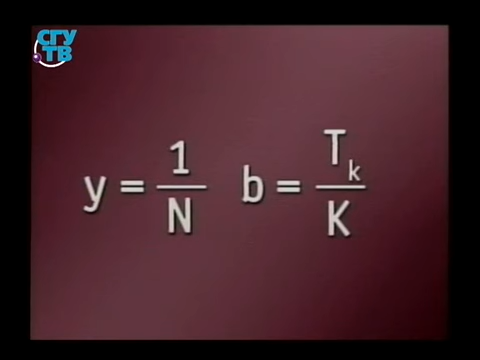 СГУ
ТВ
y = 1/N b = T_k/K